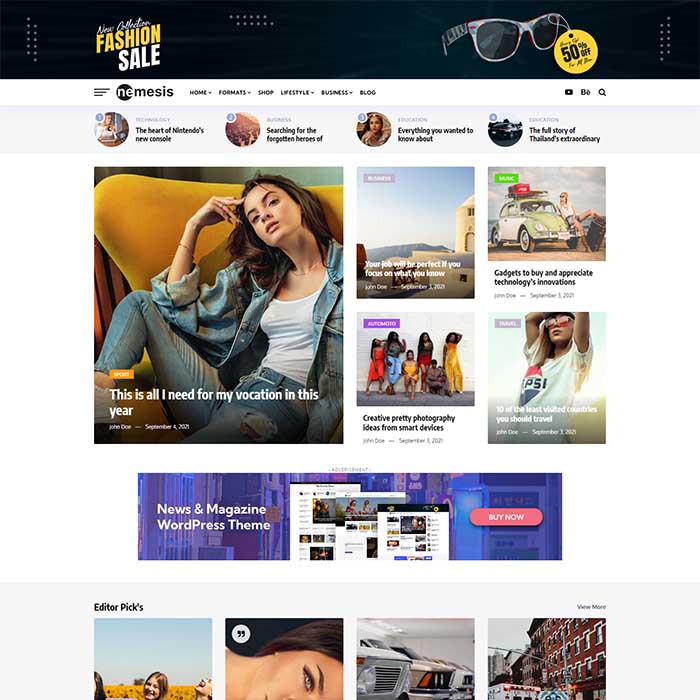 New Collection
FASHION
SALE
50% OFF
For All Item
nemesis
HOME
FORMATS
SHOP
LIFESTYLE
BUSINESS
BLOG
Bē
1
TECHNOLOGY
The heart of Nintendo's
new console
2
BUSINESS
Searching for the
forgotten heroes of
3
EDUCATION
Everything you wanted to
know about
4
EDUCATION
The full story of
Thailand's extraordinary
SPORT
This is all I need for my vocation in this
year
John Doe — September 4, 2021
BUSINESS
Your job will be perfect if you
focus on what you know
John Doe — September 3, 2021
MUSIC
Gadgets to buy and appreciate
technology's innovations
John Doe — September 3, 2021
AUTOMOTO
Creative pretty photography
ideas from smart devices
John Doe — September 3, 2021
TRAVEL
PEPSI
10 of the least visited countries
you should travel
John Doe — September 3, 2021
- ADVERTISEMENT -
News & Magazine
WordPress Theme
BUY NOW
Editor Pick's
View More